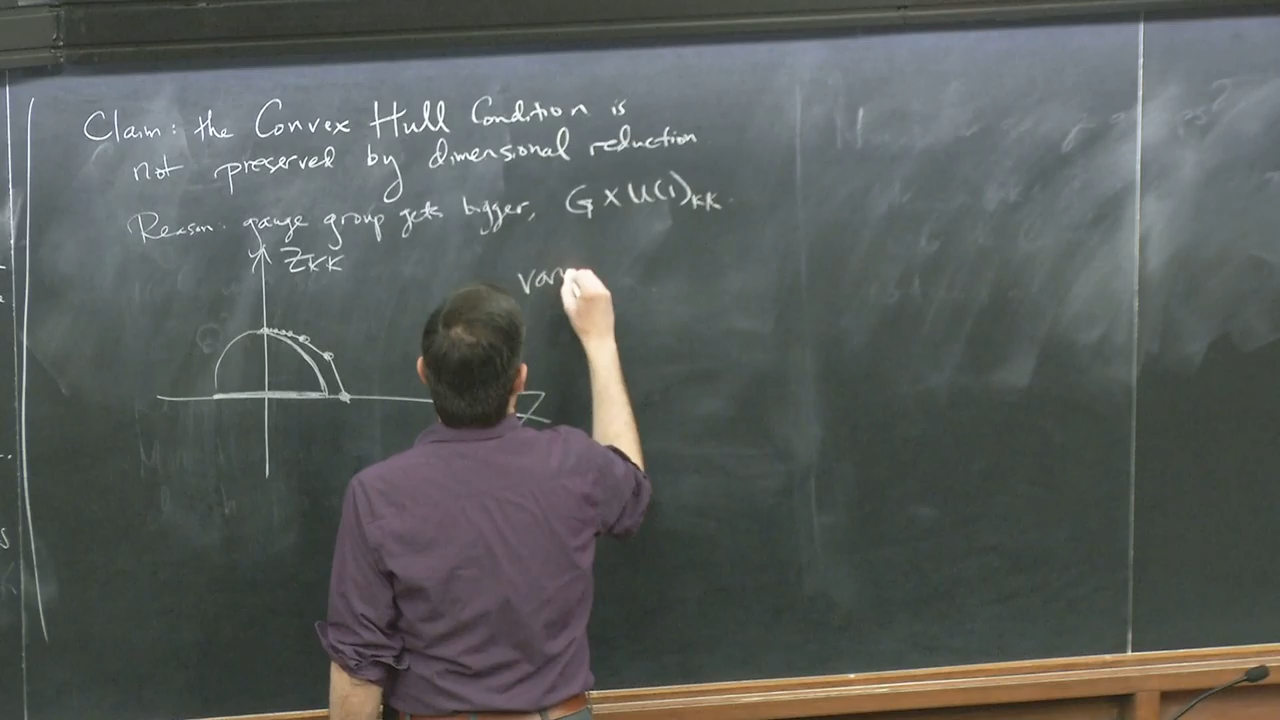 Claim: the Convex Hull Condition is
not preserved by dimensional reduction
Reason: gauge group gets bigger, G x U(1)KK.
ZKK
var
Z